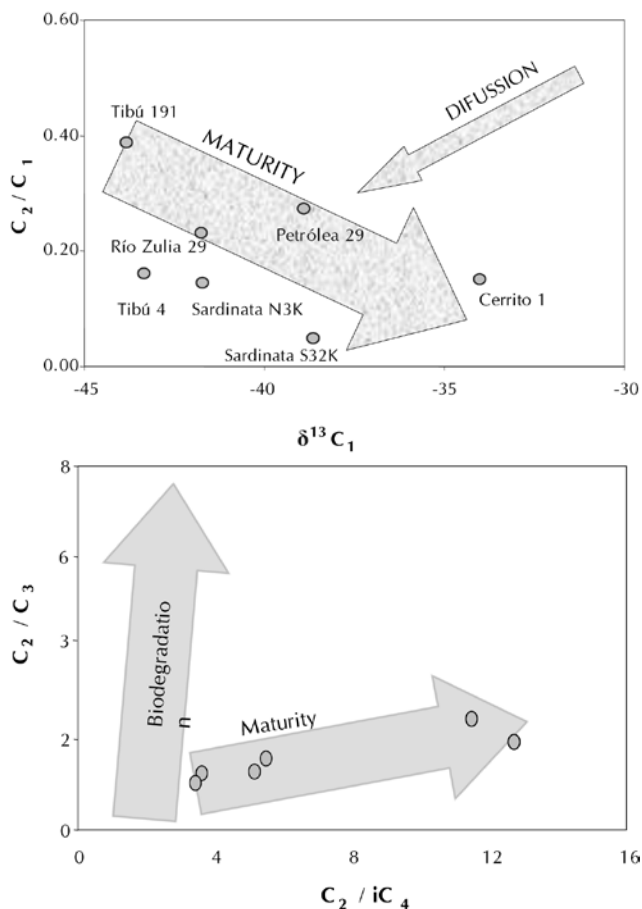 0.60
DIFUSSION
Tibú 191
0.40
MATURITY
C2 / C1
Río Zulia 29
Petrólea 29
0.20
Tibú 4
Sardinata N3K
Cerrito 1
Sardinata S32K
0.00
-45
-40
-35
-30
δ13C1
8
6
C2 / C3
3
Biodegradatio
n
Maturity
2
0
0
4
8
12
16
C2 / iC4